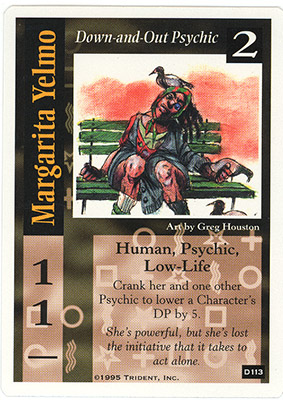 Margarita Yelmo
Down-and-Out Psychic
2
Art by Greg Houston
1
1
Human, Psychic,
Low-Life
Crank her and one other
Psychic to lower a Character's
DP by 5.
She's powerful, but she's lost
the initiative that it takes to
act alone.
©1995 TRIDENT, INC.
D113